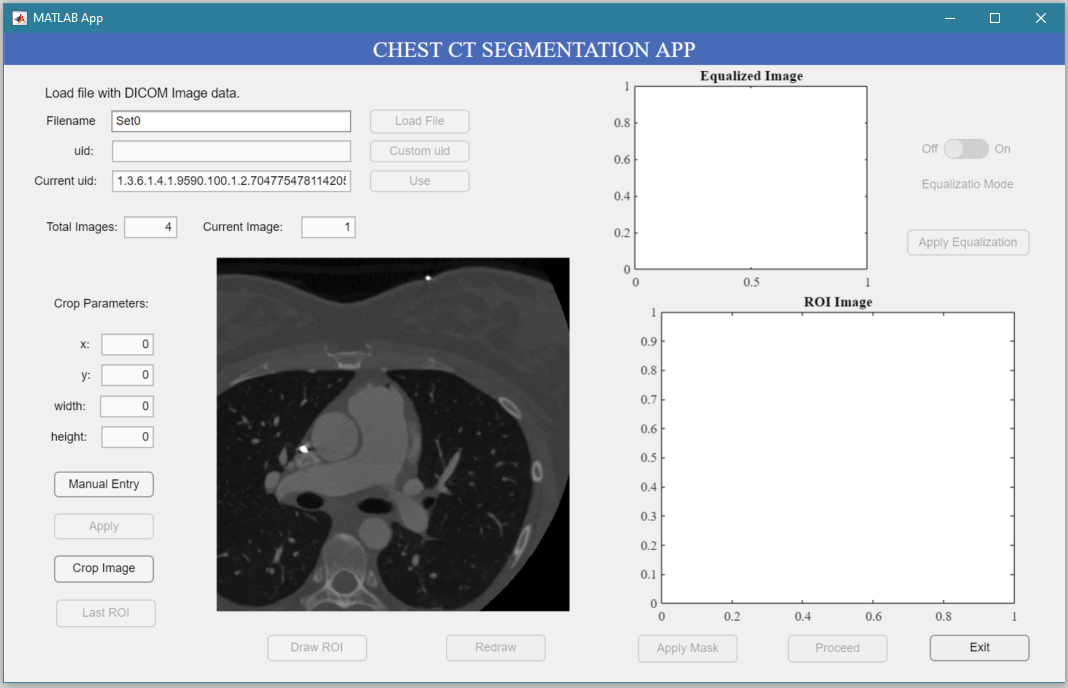 MATLAB App
CHEST CT SEGMENTATION APP
Load file with DICOM Image data.
Filename Set0 Load File
uid: Custom uid
Current uid: 1.3.6.1.4.1.9590.100.1.2.704775478114205 Use
Total Images: 4 Current Image: 1
Crop Parameters:
x: 0
y: 0
width: 0
height: 0
Manual Entry
Apply
Crop Image
Last ROI
Draw ROI Redraw
Equalized Image
1
0.8
0.6
0.4
0.2
0
0 0.5 1
Off On
Equalizatio Mode
Apply Equalization
ROI Image
1
0.9
0.8
0.7
0.6
0.5
0.4
0.3
0.2
0.1
0
0 0.2 0.4 0.6 0.8 1
Apply Mask Proceed Exit